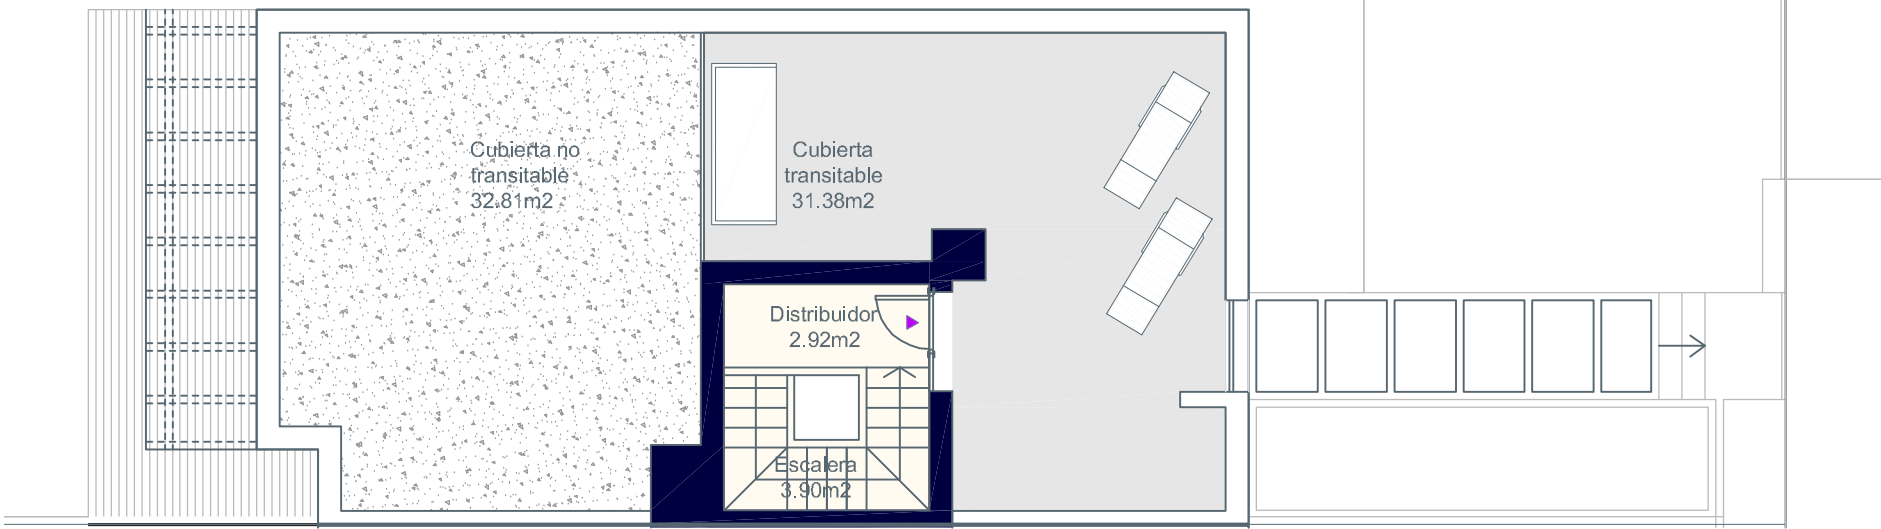 Cubierta no
transitable
32.81m2
Cubierta
transitable
31.38m2
Distribuidor
2.92m2
Escalera
3.90m2